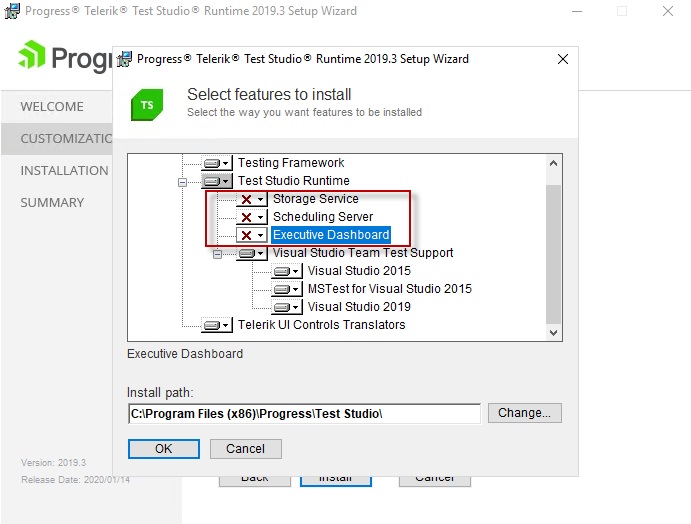 Progress® Telerik® Test Studio® Runtime 2019.3 Setup Wizard
Progress® Telerik® Test Studio® Runtime 2019.3 Setup Wizard
Progr
TS
Select features to install
Select the way you want features to be installed
WELCOME
CUSTOMIZATIO
INSTALLATION
SUMMARY
Testing Framework
Test Studio Runtime
Storage Service
Scheduling Server
Executive Dashboard
Visual Studio Team Test Support
Visual Studio 2015
MSTest for Visual Studio 2015
Visual Studio 2019
Telerik UI Controls Translators
Executive Dashboard
Install path:
C:\Program Files (x86)\Progress\Test Studio\
Change...
OK Cancel
Version: 2019.3
Release Date: 2020/01/14
Back Install Cancel